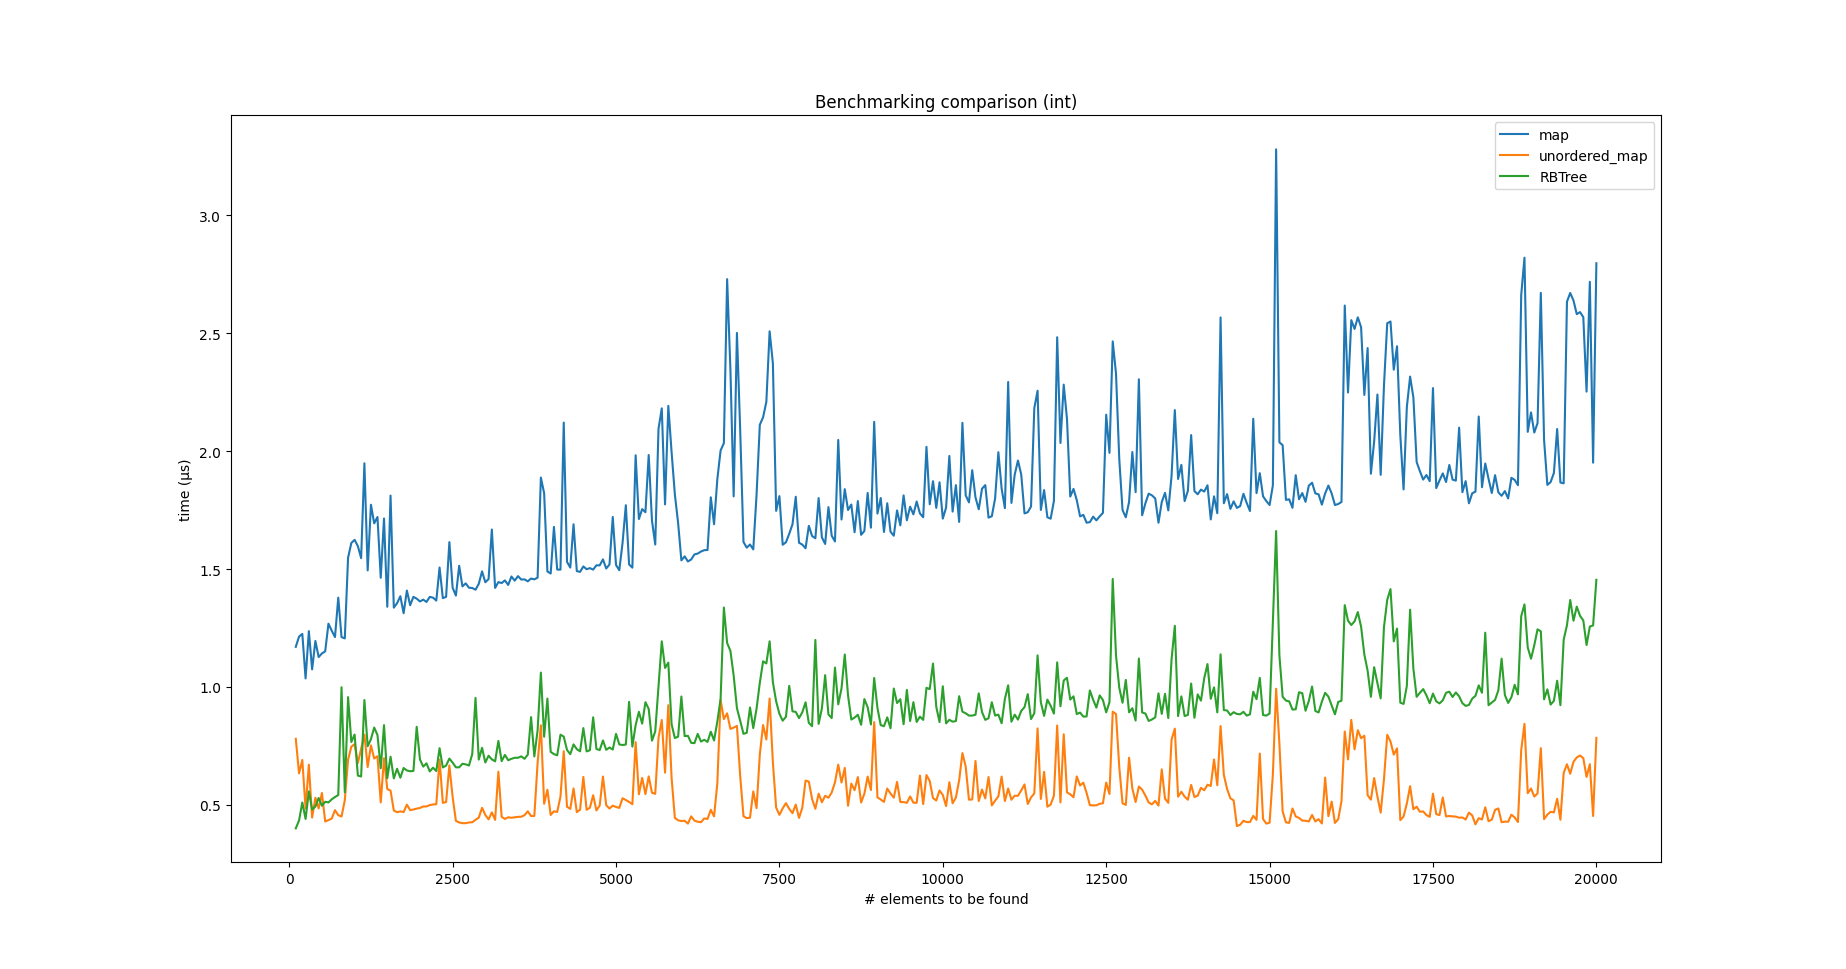 Benchmarking comparison (int)
map
unordered_map
RBTree
3.0
2.5
2.0
1.5
1.0
0.5
time (µs)
0 2500 5000 7500 10000 12500 15000 17500 20000
# elements to be found